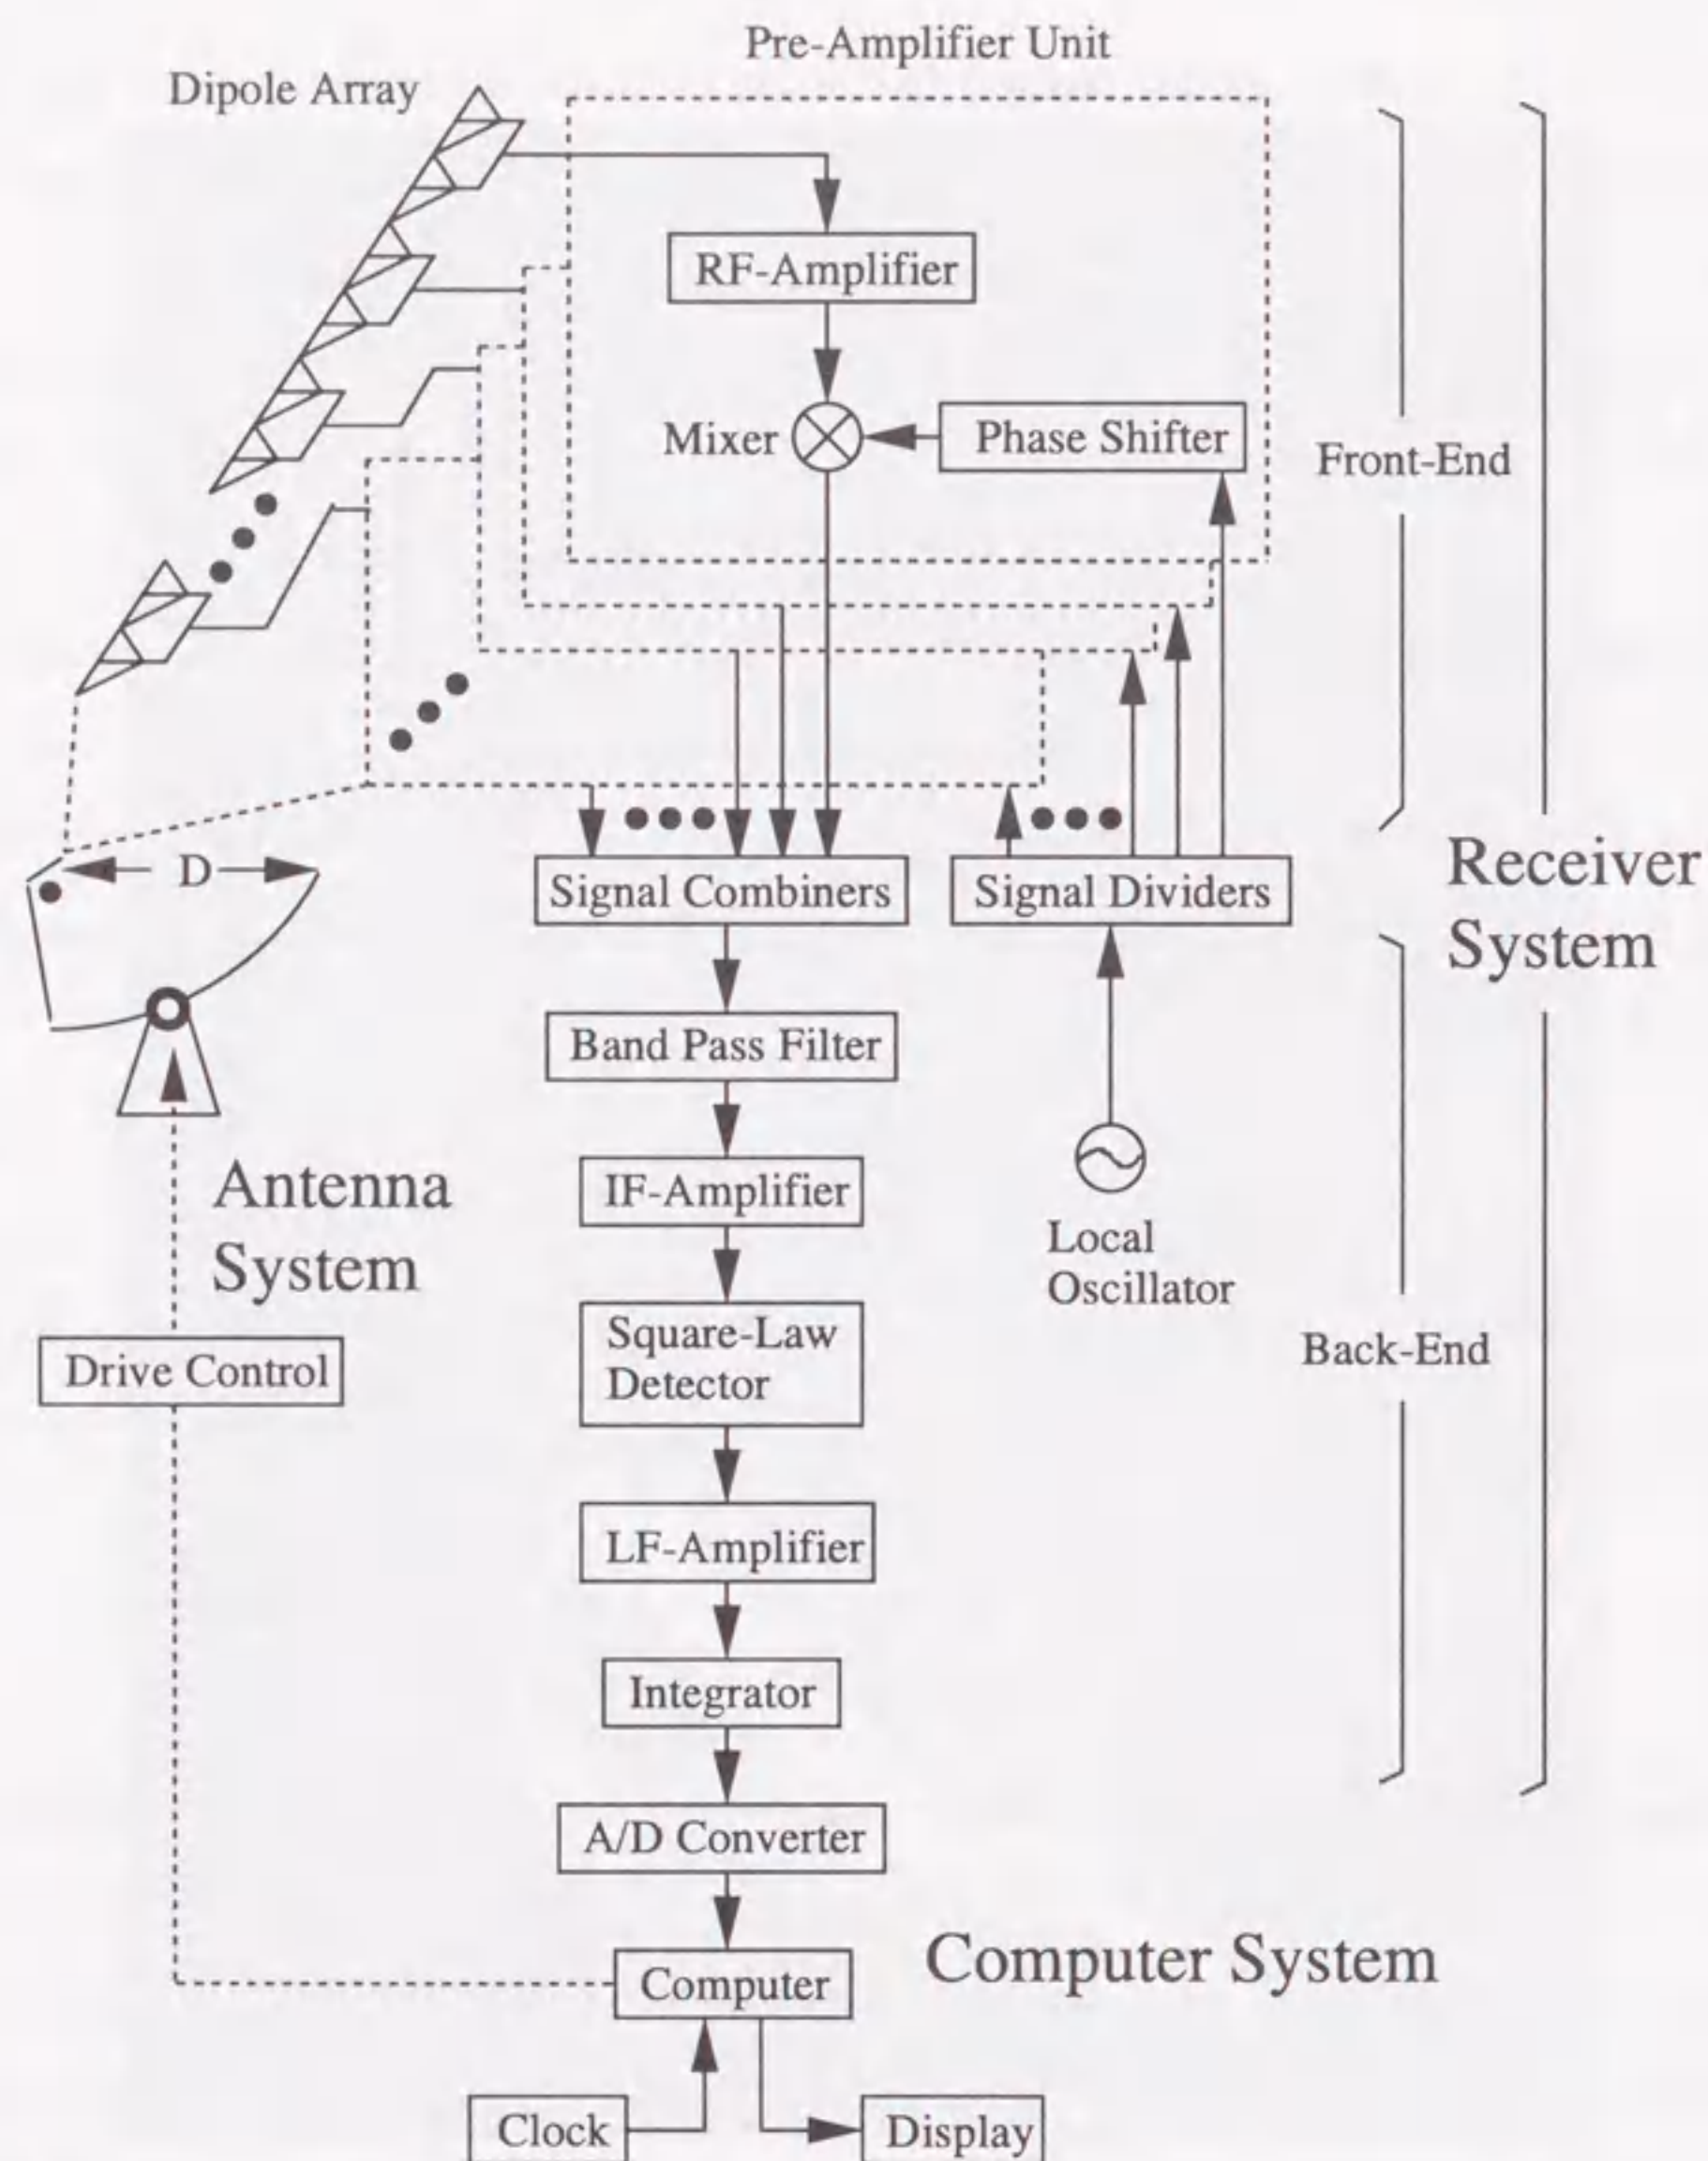 Pre-Amplifier Unit
Dipole Array
RF-Amplifier
Mixer
Phase Shifter
Front-End
D
Signal Combiners
Signal Dividers
Receiver
System
Band Pass Filter
Antenna
System
IF-Amplifier
Local
Oscillator
Square-Law
Detector
Drive Control
Back-End
LF-Amplifier
Integrator
A/D Converter
Computer
Computer System
Clock
Display